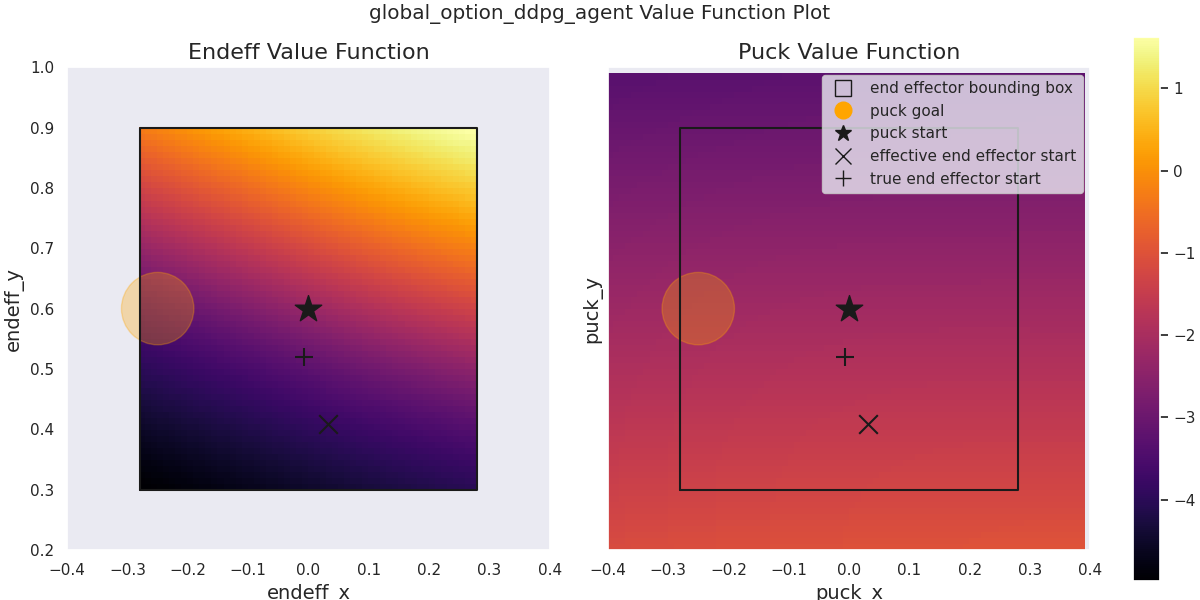 global_option_ddpg_agent Value Function Plot
Endeff Value Function
Puck Value Function
1.0
0.9
0.8
0.7
0.6
0.5
0.4
0.3
0.2
endeff_y
−0.4 −0.3 −0.2 −0.1 0.0 0.1 0.2 0.3 0.4
endeff_x
puck_y
end effector bounding box
puck goal
puck start
effective end effector start
true end effector start
−0.4 −0.3 −0.2 −0.1 0.0 0.1 0.2 0.3 0.4
puck_x
1
0
−1
−2
−3
−4